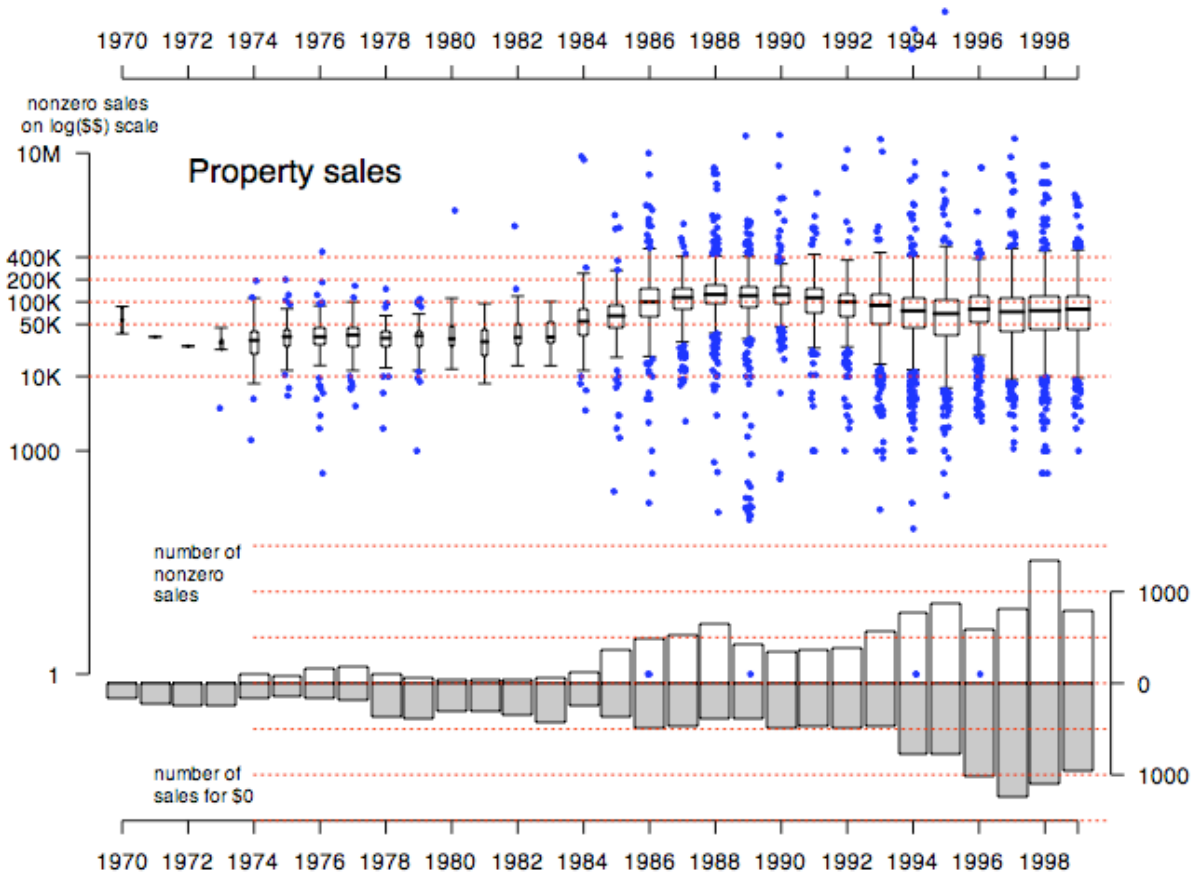 1970 1972 1974 1976 1978 1980 1982 1984 1986 1988 1990 1992 1994 1996 1998
nonzero sales
on log($$) scale
10M
Property sales
400K
200K
100K
50K
10K
1000
number of
nonzero
sales
1000
1
0
number of
sales for $0
1000
1970 1972 1974 1976 1978 1980 1982 1984 1986 1988 1990 1992 1994 1996 1998